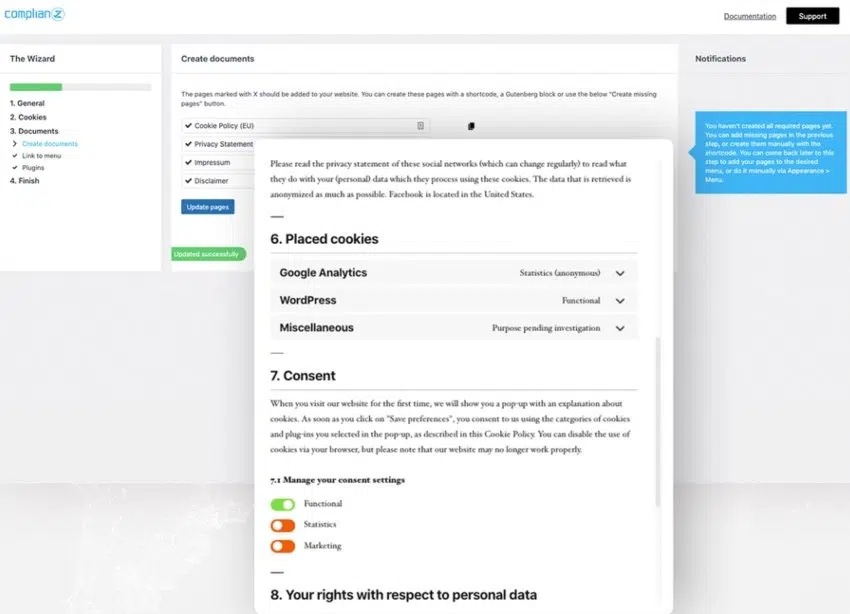 complianz
Documentation
Support
The Wizard
1. General
2. Cookies
3. Documents
Create documents
Link to menu
Plugins
4. Finish
Create documents
The pages marked with X should be added to your website. You can create these pages with a shortcode, a Gutenberg block or use the below "Create missing
pages" button.
Cookie Policy (EU)
Privacy Statement
Impressum
Disclaimer
Update pages
Updated successfully
Notifications
You haven't created all required pages yet.
You can add missing pages in the previous
step, or create them manually with the
shortcode. You can come back later to this
step to add your pages to the desired
menu, or do it manually via Appearance >
Menu.
Please read the privacy statement of these social networks (which can change regularly) to read what
they do with your (personal) data which they process using these cookies. The data that is retrieved is
anonymized as much as possible. Facebook is located in the United States.
6. Placed cookies
Google Analytics Statistics (anonymous)
WordPress Functional
Miscellaneous Purpose pending investigation
7. Consent
When you visit our website for the first time, we will show you a pop-up with an explanation about
cookies. As soon as you click on "Save preferences", you consent to us using the categories of cookies
and plug-ins you selected in the pop-up, as described in this Cookie Policy. You can disable the use of
cookies via your browser, but please note that our website may no longer work properly.
7.1 Manage your consent settings
Functional
Statistics
Marketing
8. Your rights with respect to personal data